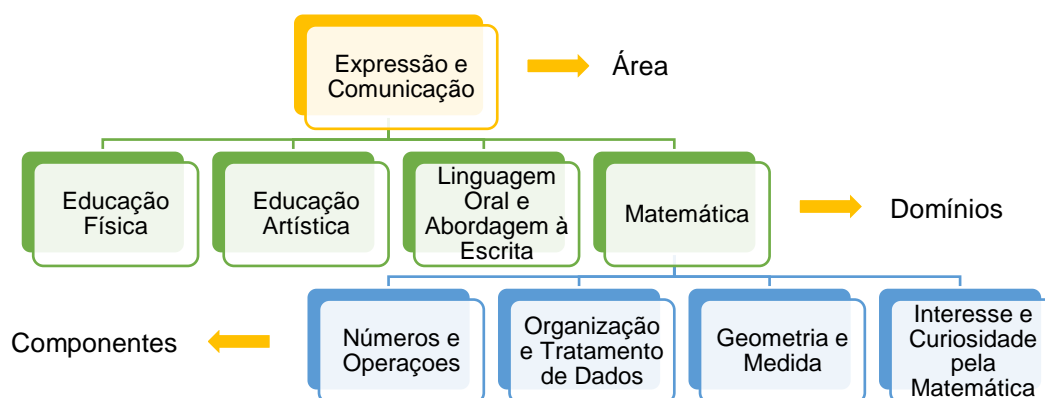 Expressão e
Comunicação
Área
Educação
Física
Educação
Artística
Linguagem
Oral e
Abordagem à
Escrita
Matemática
Domínios
Componentes
Números e
Operaçoes
Organização
e Tratamento
de Dados
Geometria e
Medida
Interesse e
Curiosidade
pela
Matemática